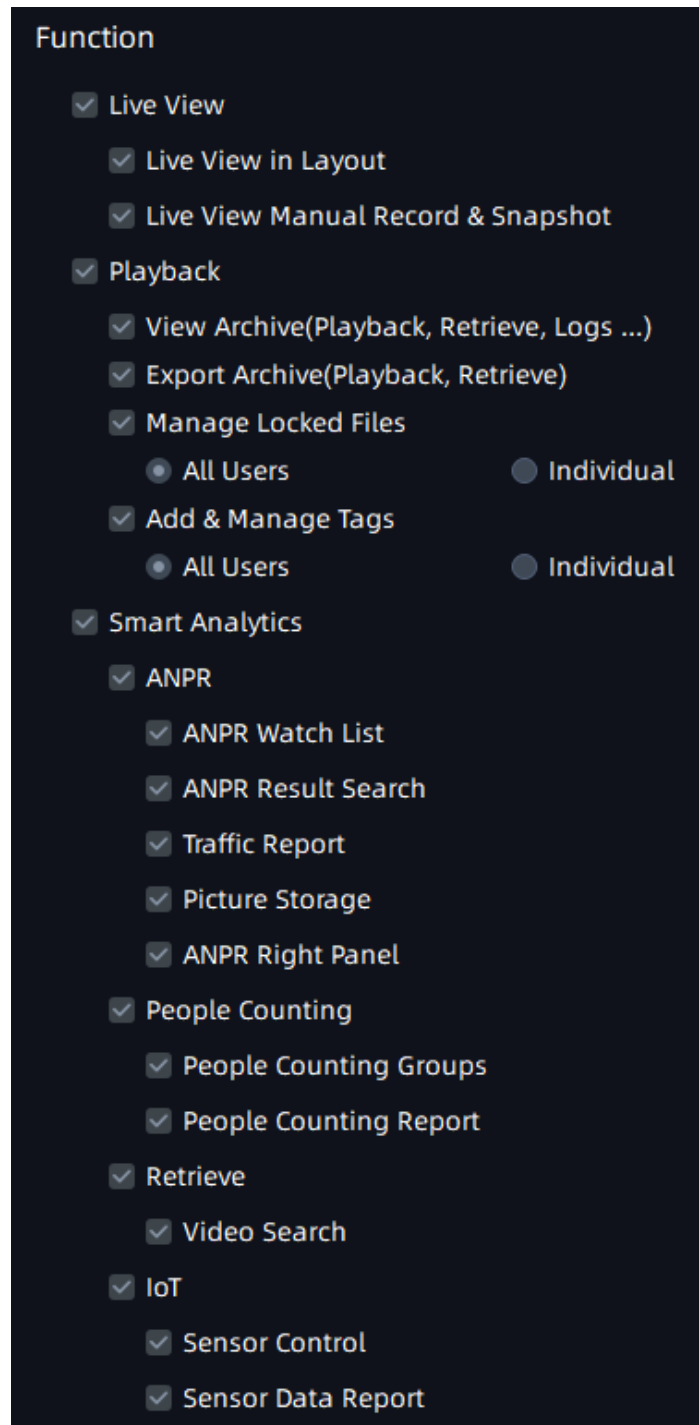 Function
Live View
Live View in Layout
Live View Manual Record & Snapshot
Playback
View Archive(Playback, Retrieve, Logs ...)
Export Archive(Playback, Retrieve)
Manage Locked Files
All Users Individual
Add & Manage Tags
All Users Individual
Smart Analytics
ANPR
ANPR Watch List
ANPR Result Search
Traffic Report
Picture Storage
ANPR Right Panel
People Counting
People Counting Groups
People Counting Report
Retrieve
Video Search
IoT
Sensor Control
Sensor Data Report